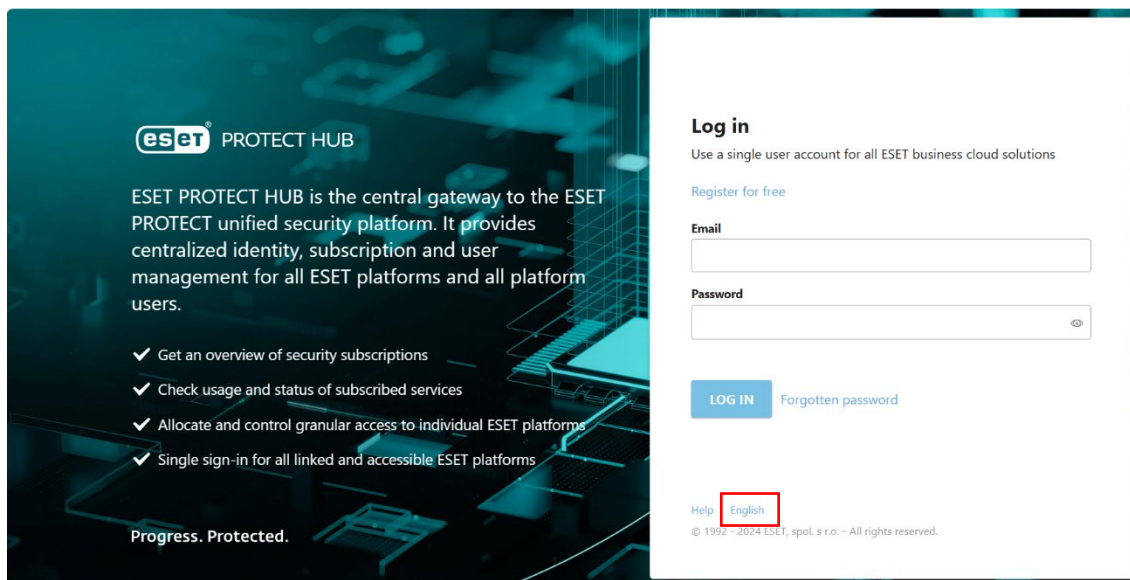 eset® PROTECT HUB
ESET PROTECT HUB is the central gateway to the ESET
PROTECT unified security platform. It provides
centralized identity, subscription and user
management for all ESET platforms and all platform
users.
Get an overview of security subscriptions
Check usage and status of subscribed services
Allocate and control granular access to individual ESET platforms
Single sign-in for all linked and accessible ESET platforms
Progress. Protected.
Log in
Use a single user account for all ESET business cloud solutions
Register for free
Email
Password
LOG IN Forgotten password
Help English
© 1992 - 2024 ESET, spol. s r.o. - All rights reserved.